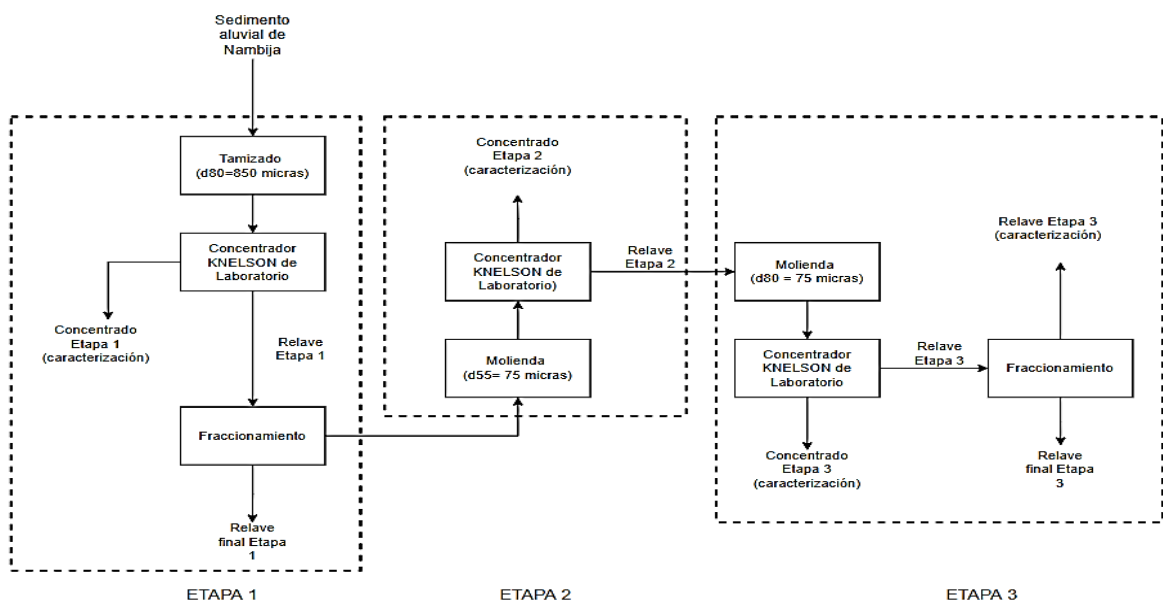 Sedimento
aluvial de
Nambija
Tamizado
(d80=850 micras)
Concentrador
KNELSON de
Laboratorio
Concentrado
Etapa 1
(caracterización)
Relave
Etapa 1
Fraccionamiento
Relave
final Etapa
1
ETAPA 1
Concentrado
Etapa 2
(caracterización)
Concentrador
KNELSON de
Laboratorio)
Relave
Etapa 2
Molienda
(d55= 75 micras)
ETAPA 2
Relave Etapa 3
(caracterización)
Molienda
(d80 = 75 micras)
Concentrador
KNELSON de
Laboratorio
Relave
Etapa 3
Fraccionamiento
Concentrado
Etapa 3
(caracterización)
Relave
final Etapa
3
ETAPA 3